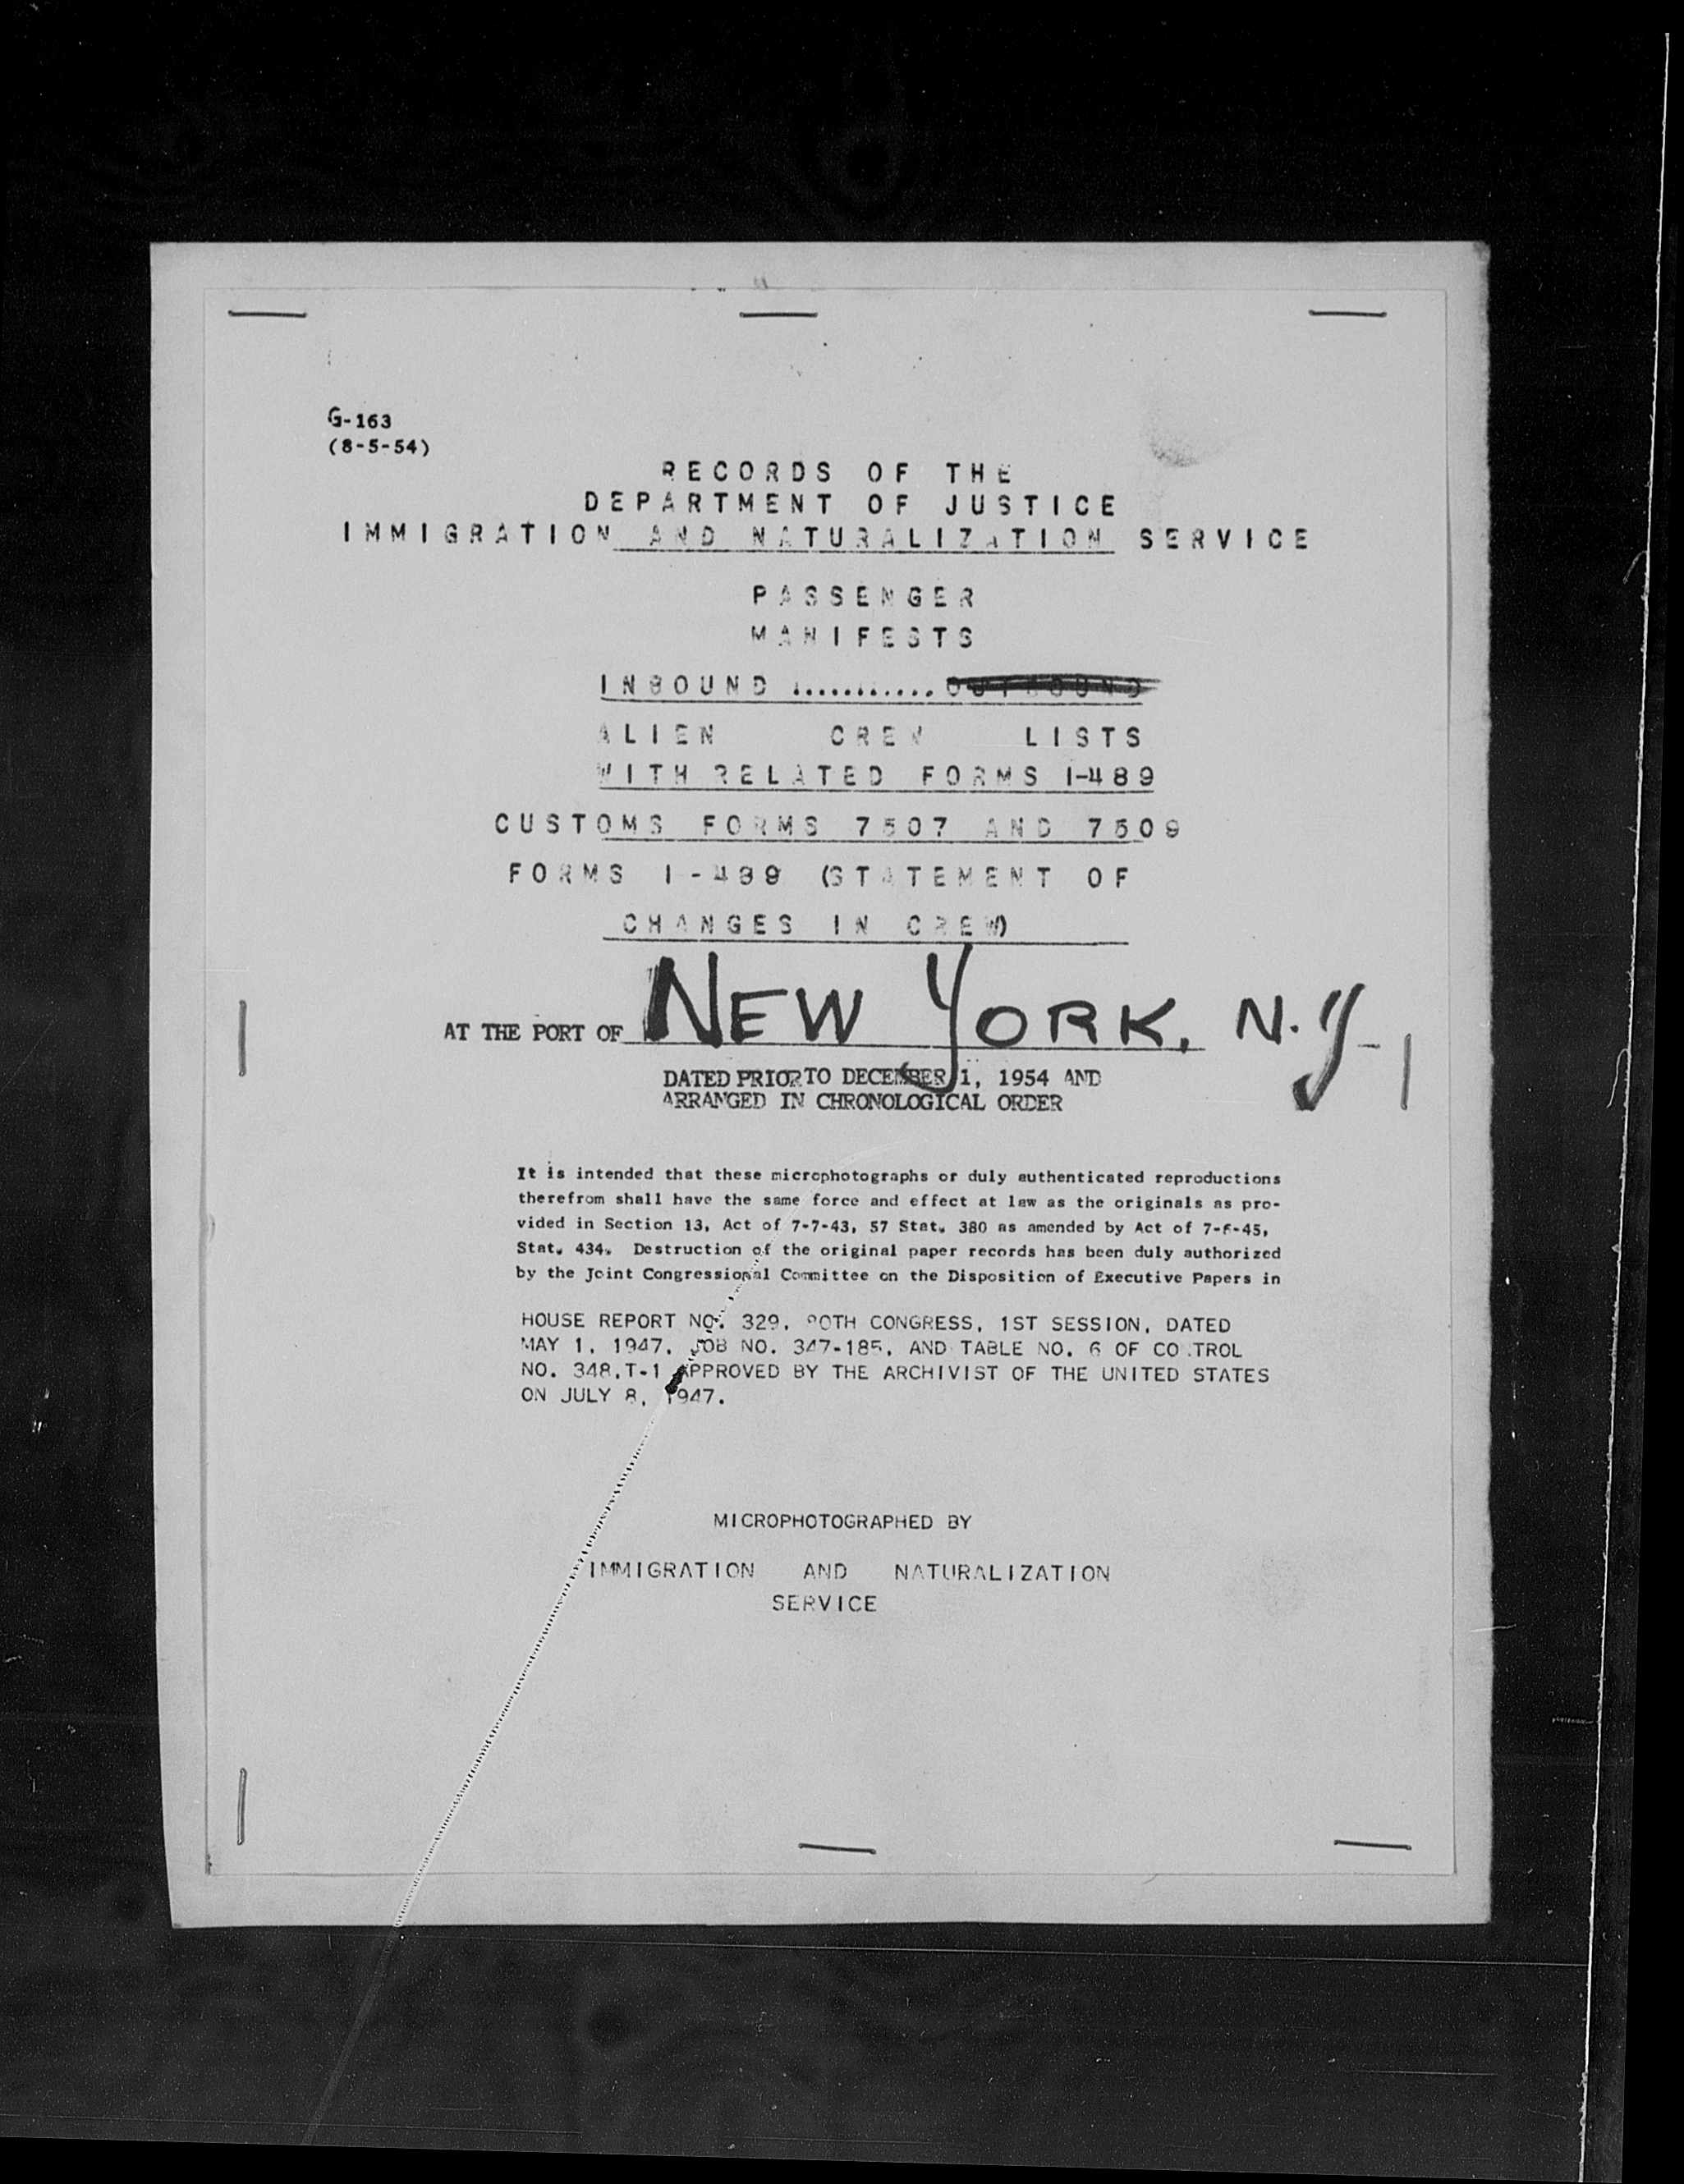 G-163
(8-5-54)
RECORDS OF THE
DEPARTMENT OF JUSTICE
IMMIGRATION AND NATURALIZATION SERVICE
PASSENGER
MANIFESTS
INBOUND ............ OUTBOUND
ALIEN CREW LISTS
WITH RELATED FORMS I-489
CUSTOMS FORMS 7507 AND 7509
FORMS I-489 (STATEMENT OF
CHANGES IN CREW)
AT THE PORT OF NEW YORK, N.Y-1
DATED PRIOR TO DECEMBER 1, 1954 AND
ARRANGED IN CHRONOLOGICAL ORDER
It is intended that these microphotographs or duly authenticated reproductions
therefrom shall have the same force and effect at law as the originals as pro-
vided in Section 13, Act of 7-7-43, 57 Stat. 380 as amended by Act of 7-6-45,
Stat. 434. Destruction of the original paper records has been duly authorized
by the Joint Congressional Committee on the Disposition of Executive Papers in
HOUSE REPORT NO. 329, 80TH CONGRESS, 1ST SESSION, DATED
MAY 1, 1947, JOB NO. 347-185, AND TABLE NO. 6 OF CO TROL
NO. 348.T-1 APPROVED BY THE ARCHIVIST OF THE UNITED STATES
ON JULY 8, 1947.
MICROPHOTOGRAPHED BY
IMMIGRATION AND NATURALIZATION
SERVICE